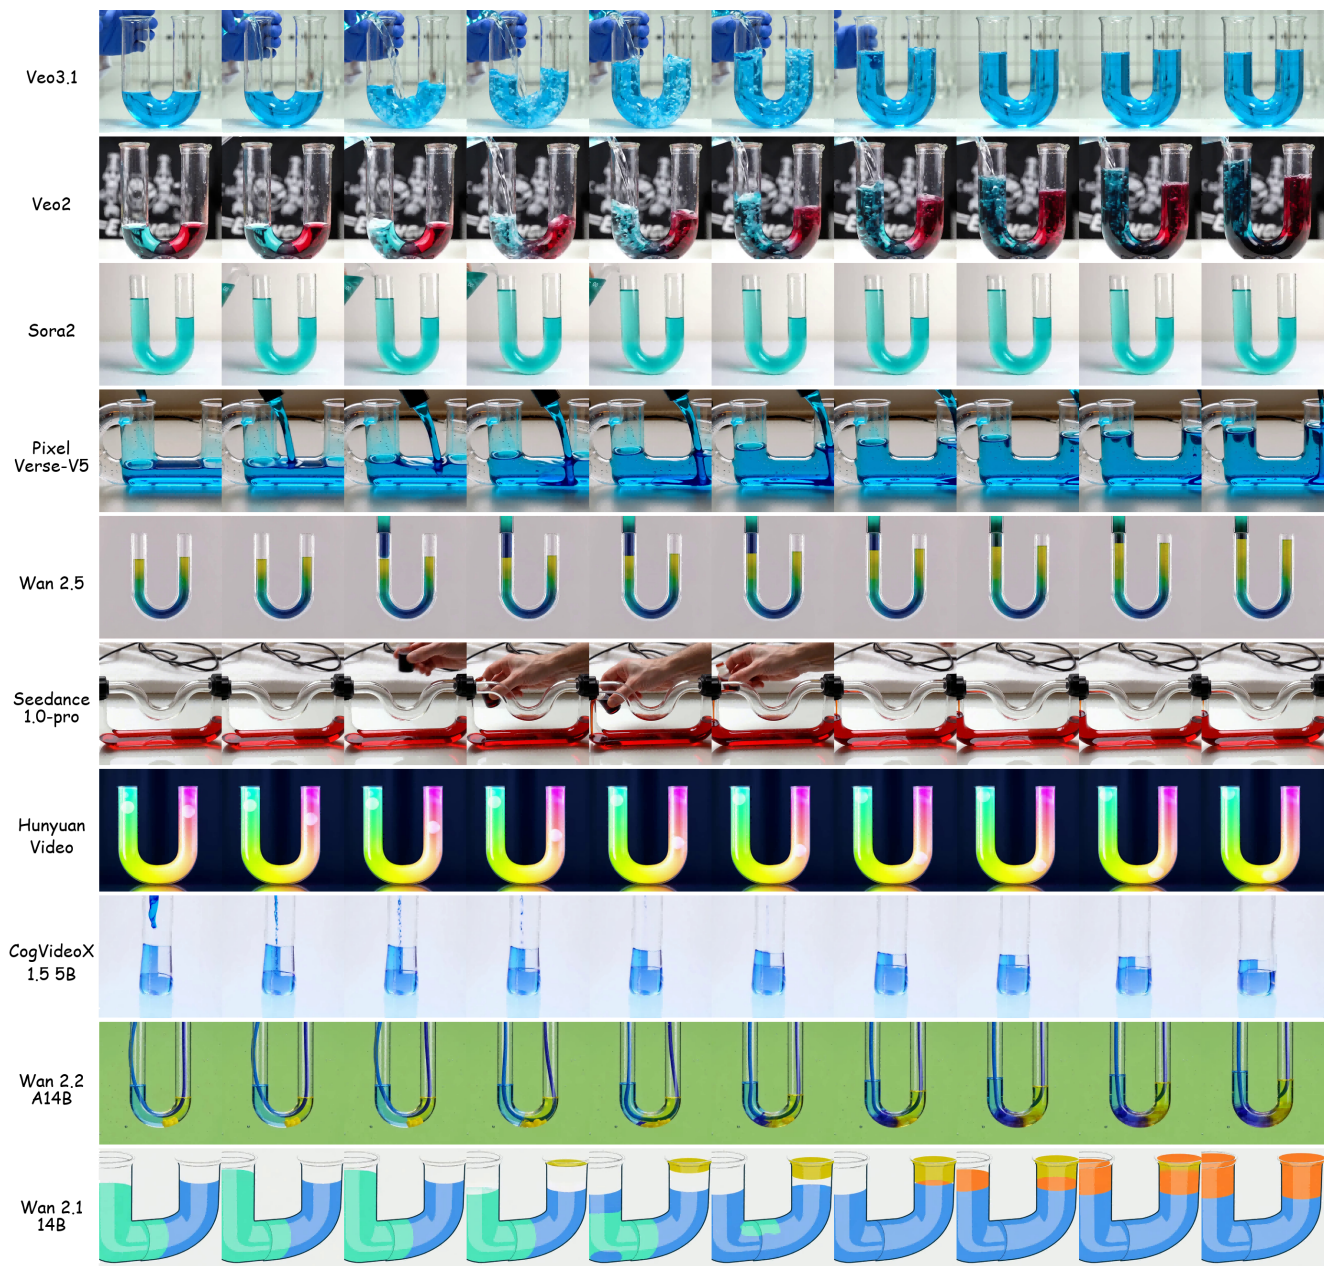 Veo3.1
Veo2
Sora2
Pixel
Verse-V5
Wan 2.5
Seedance
1.0-pro
Hunyuan
Video
CogVideoX
1.5 5B
Wan 2.2
A14B
Wan 2.1
14B